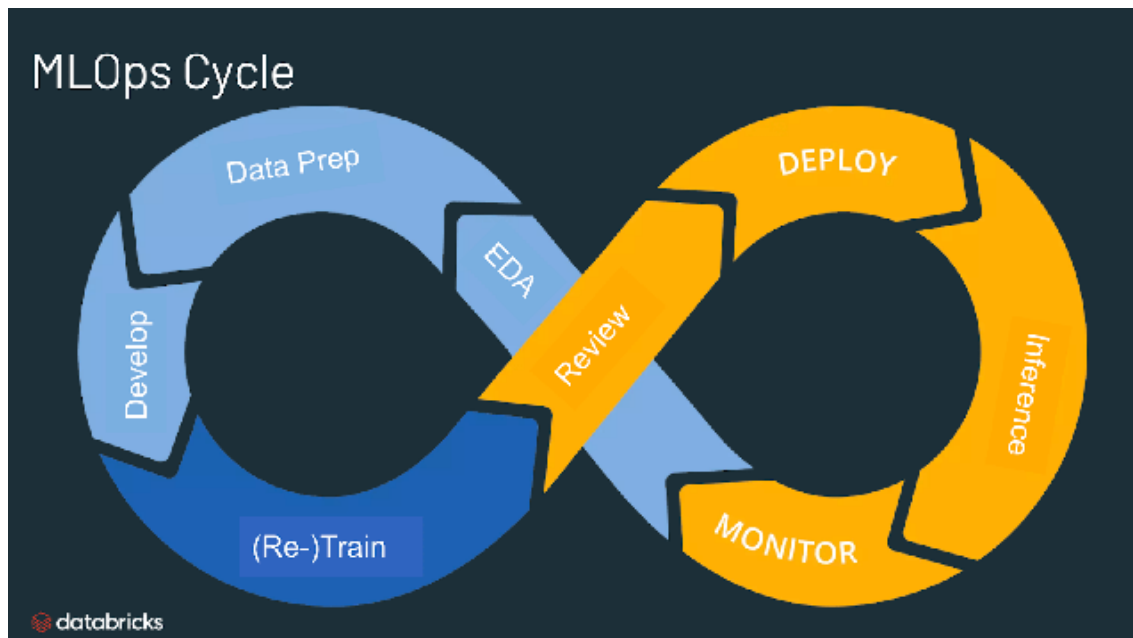 MLOps Cycle
Data Prep
DEPLOY
EDA
Review
Develop
Inference
(Re-)Train
MONITOR
databricks